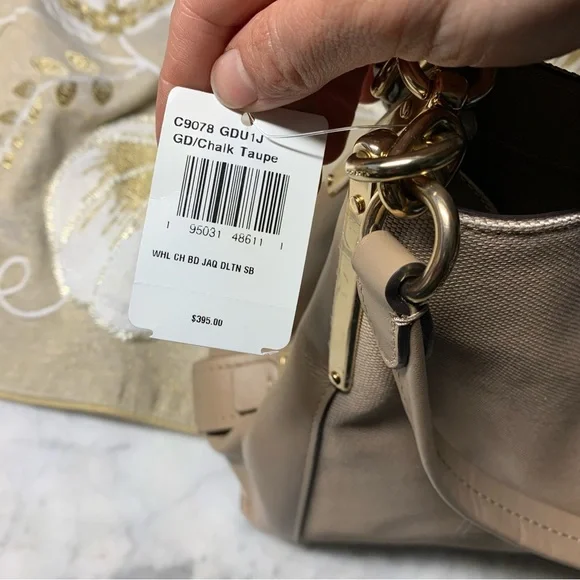 C9078 GDU1J
GD/Chalk Taupe
1 95031 48611 1
WHL CH BD JAQ DLTN SB
$395.00